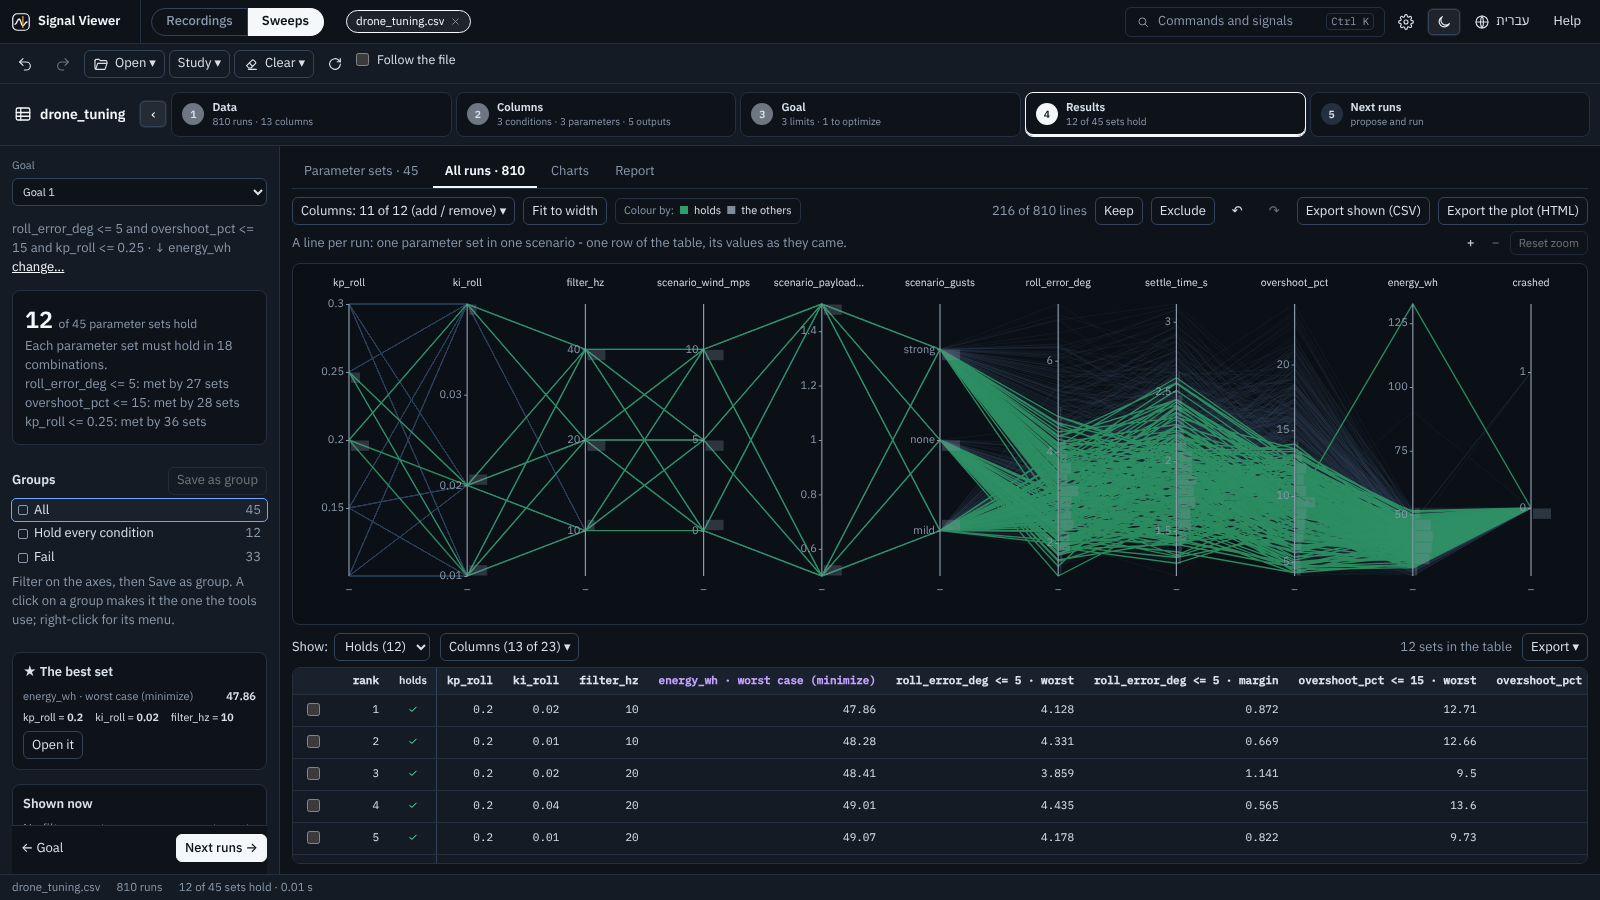 Signal Viewer
Recordings
Sweeps
drone_tuning.csv ×
Commands and signals
Ctrl K
עברית
Help
Open ▾
Study ▾
Clear ▾
Follow the file
drone_tuning
‹
1 Data
810 runs · 13 columns
2 Columns
3 conditions · 3 parameters · 5 outputs
3 Goal
3 limits · 1 to optimize
4 Results
12 of 45 sets hold
5 Next runs
propose and run
Goal
Goal 1
roll_error_deg <= 5 and overshoot_pct <=
15 and kp_roll <= 0.25 · ↓ energy_wh
change...
12 of 45 parameter sets hold
Each parameter set must hold in 18
combinations.
roll_error_deg <= 5: met by 27 sets
overshoot_pct <= 15: met by 28 sets
kp_roll <= 0.25: met by 36 sets
Groups
Save as group
All 45
Hold every condition 12
Fail 33
Filter on the axes, then Save as group. A
click on a group makes it the one the tools
use; right-click for its menu.
★ The best set
energy_wh · worst case (minimize) 47.86
kp_roll = 0.2 ki_roll = 0.02 filter_hz = 10
Open it
Shown now
← Goal
Next runs →
Parameter sets · 45
All runs · 810
Charts
Report
Columns: 11 of 12 (add / remove) ▾
Fit to width
Colour by: holds the others
216 of 810 lines
Keep
Exclude
↶
↷
Export shown (CSV)
Export the plot (HTML)
A line per run: one parameter set in one scenario - one row of the table, its values as they came.
+ − Reset zoom
kp_roll ki_roll filter_hz scenario_wind_mps scenario_payload... scenario_gusts roll_error_deg settle_time_s overshoot_pct energy_wh crashed
0.3
0.25
0.2
0.15
0.03
0.02
0.01
40
20
10
10
5
0
1.4
1.2
1
0.8
0.6
strong
none
mild
6
4
2
3
2.5
2
1.5
20
15
10
5
125
100
75
50
1
0
– – – – – – – – – – –
Show:
Holds (12)
Columns (13 of 23) ▾
12 sets in the table
Export ▾
rank holds kp_roll ki_roll filter_hz energy_wh · worst case (minimize) roll_error_deg <= 5 · worst roll_error_deg <= 5 · margin overshoot_pct <= 15 · worst overshoot_pct
1 ✓ 0.2 0.02 10 47.86 4.128 0.872 12.71
2 ✓ 0.2 0.01 10 48.28 4.331 0.669 12.66
3 ✓ 0.2 0.02 20 48.41 3.859 1.141 9.5
4 ✓ 0.2 0.04 20 49.01 4.435 0.565 13.6
5 ✓ 0.2 0.01 20 49.07 4.178 0.822 9.73
drone_tuning.csv 810 runs 12 of 45 sets hold · 0.01 s